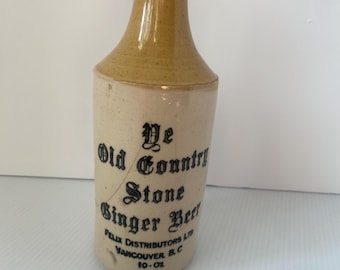 Ye
Old Country
Stone
Ginger Beer
FELIX DISTRIBUTORS LTD
VANCOUVER, B.C.
10-OZ